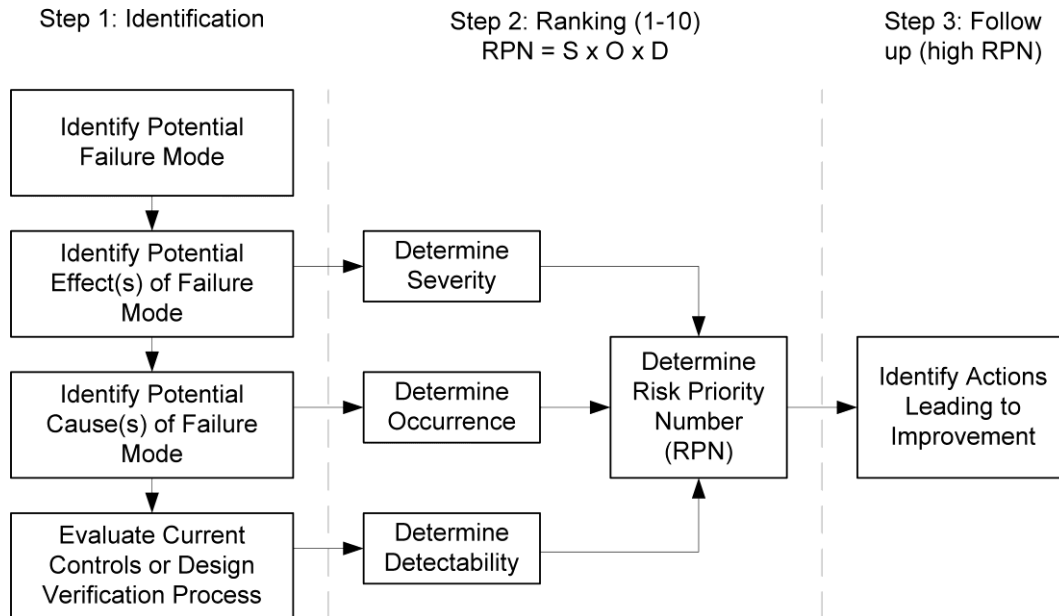 Step 1: Identification
Step 2: Ranking (1-10)
RPN = S x O x D
Step 3: Follow
up (high RPN)
Identify Potential
Failure Mode
Identify Potential
Effect(s) of Failure
Mode
Identify Potential
Cause(s) of Failure
Mode
Evaluate Current
Controls or Design
Verification Process
Determine
Severity
Determine
Occurrence
Determine
Detectability
Determine
Risk Priority
Number
(RPN)
Identify Actions
Leading to
Improvement